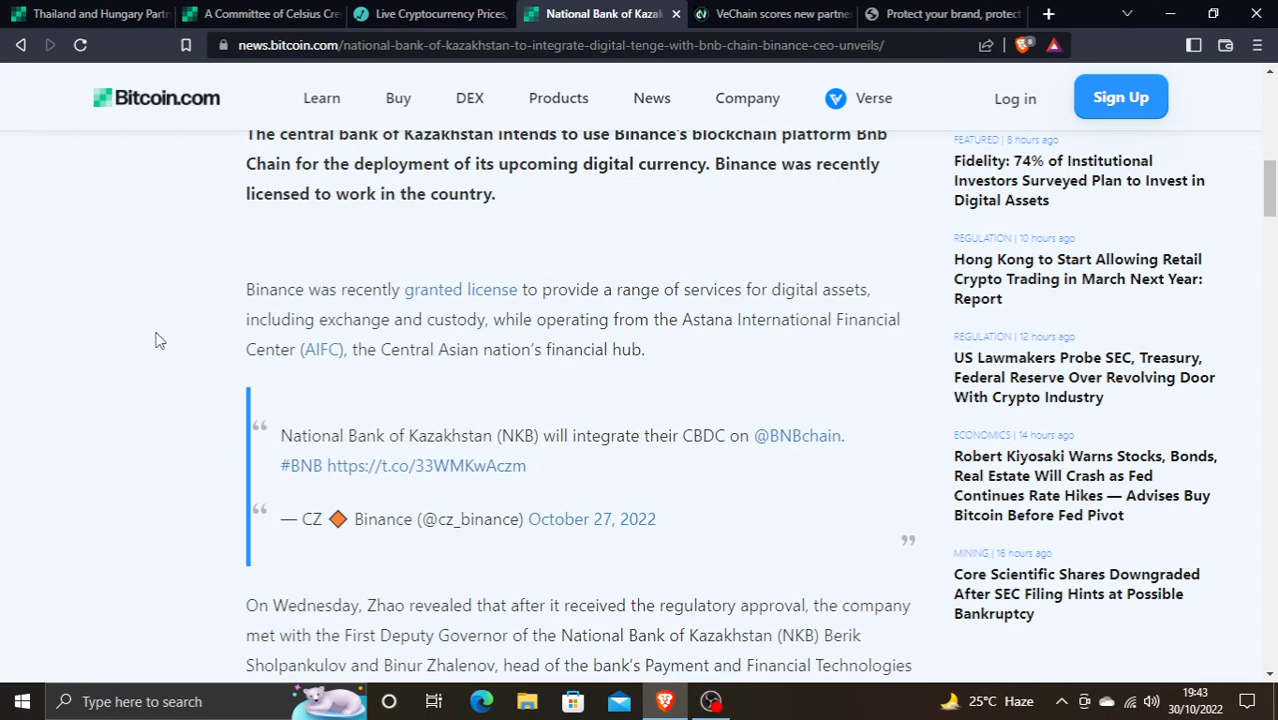 Thailand and Hungary Partn
A Committee of Celsius Cre
Live Cryptocurrency Prices,
National Bank of Kazak
VeChain scores new partne
Protect your brand, protect
news.bitcoin.com/national-bank-of-kazakhstan-to-integrate-digital-tenge-with-bnb-chain-binance-ceo-unveils/
8
Bitcoin.com
Learn
Buy
DEX
Products
News
Company
Verse
Log in
Sign Up
The central bank of Kazakhstan intends to use Binance's blockchain platform Bnb
Chain for the deployment of its upcoming digital currency. Binance was recently
licensed to work in the country.
Binance was recently granted license to provide a range of services for digital assets,
including exchange and custody, while operating from the Astana International Financial
Center (AIFC), the Central Asian nation's financial hub.
“ National Bank of Kazakhstan (NKB) will integrate their CBDC on @BNBchain.
#BNB https://t.co/33WMKwAczm
“ — CZ 🔶 Binance (@cz_binance) October 27, 2022
”
On Wednesday, Zhao revealed that after it received the regulatory approval, the company
met with the First Deputy Governor of the National Bank of Kazakhstan (NKB) Berik
Sholpankulov and Binur Zhalenov, head of the bank's Payment and Financial Technologies
FEATURED | 8 hours ago
Fidelity: 74% of Institutional
Investors Surveyed Plan to Invest in
Digital Assets
REGULATION | 10 hours ago
Hong Kong to Start Allowing Retail
Crypto Trading in March Next Year:
Report
REGULATION | 12 hours ago
US Lawmakers Probe SEC, Treasury,
Federal Reserve Over Revolving Door
With Crypto Industry
ECONOMICS | 14 hours ago
Robert Kiyosaki Warns Stocks, Bonds,
Real Estate Will Crash as Fed
Continues Rate Hikes — Advises Buy
Bitcoin Before Fed Pivot
MINING | 16 hours ago
Core Scientific Shares Downgraded
After SEC Filing Hints at Possible
Bankruptcy
Type here to search
25°C Haze
19:43
30/10/2022